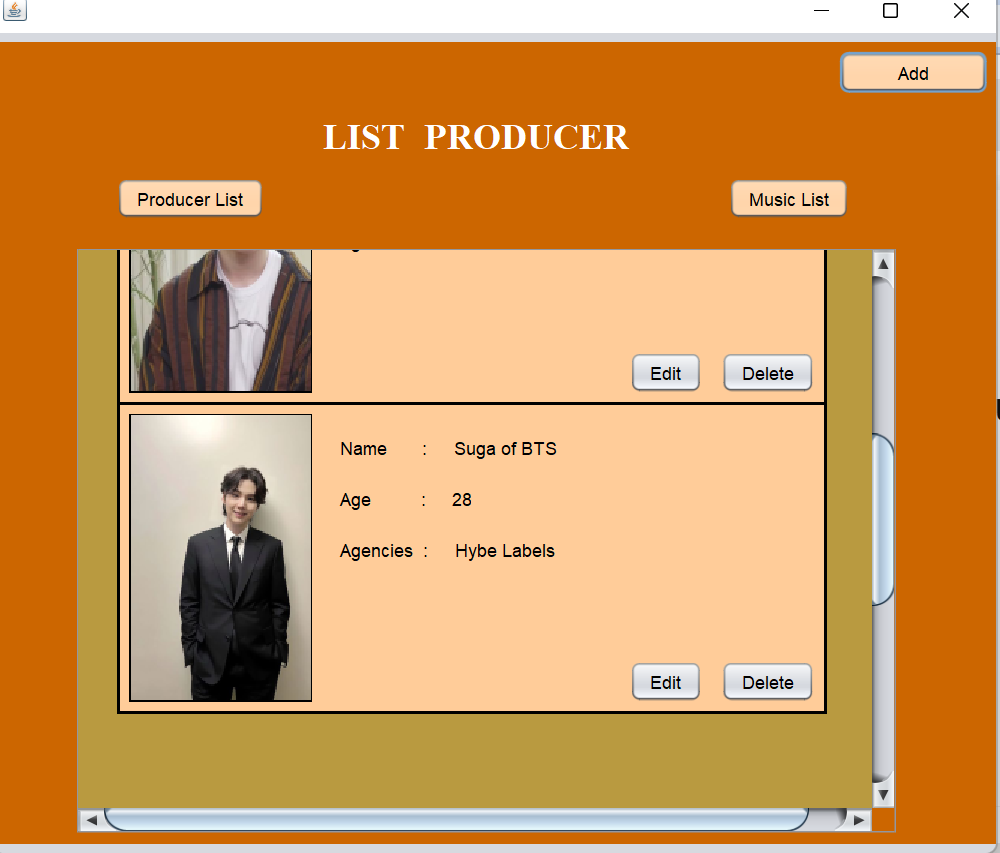 Add
LIST PRODUCER
Producer List Music List
Edit Delete
Name : Suga of BTS
Age : 28
Agencies : Hybe Labels
Edit Delete